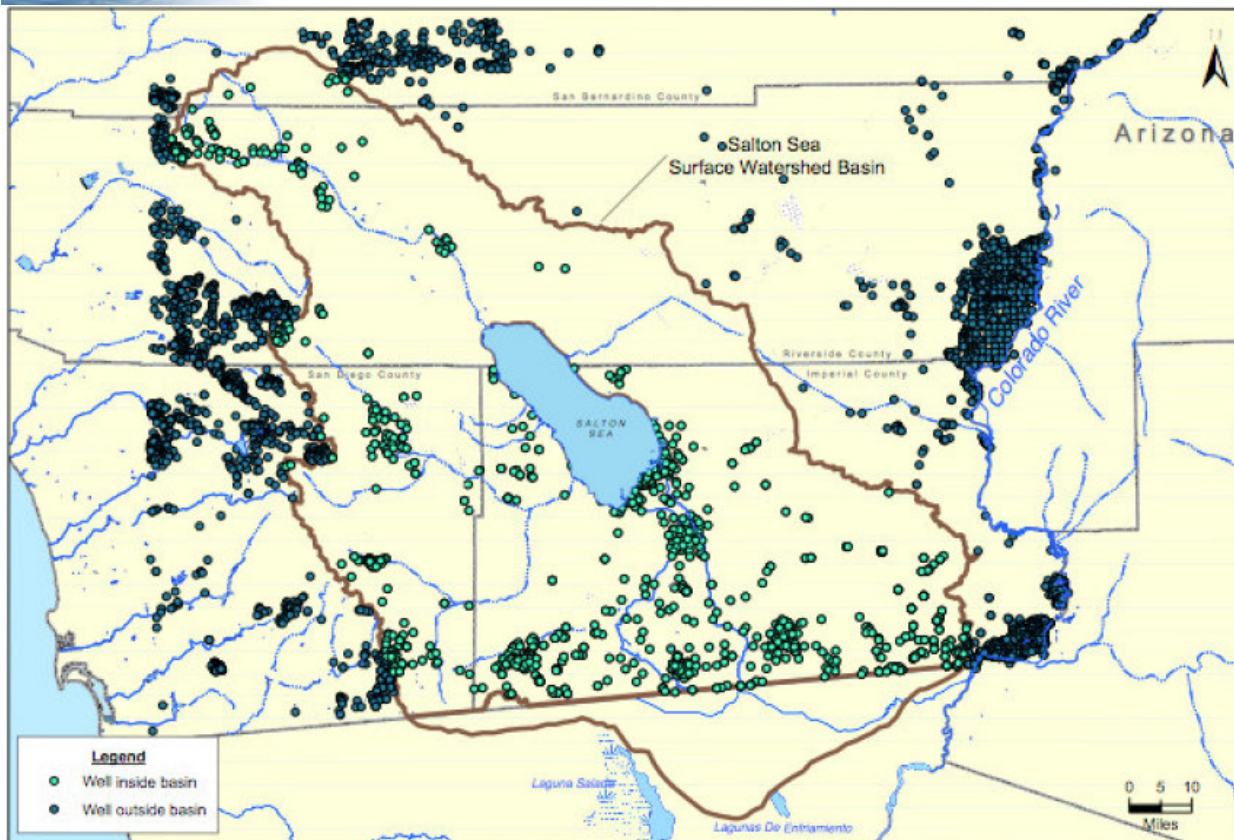 San Bernardino County
Arizona
Salton Sea
Surface Watershed Basin
Colorado River
Riverside County
San Diego County
Imperial County
SALTON
SEA
Legend
Well inside basin
Well outside basin
Laguna Salada
Lagunas De Entriamiento
0 5 10
Miles